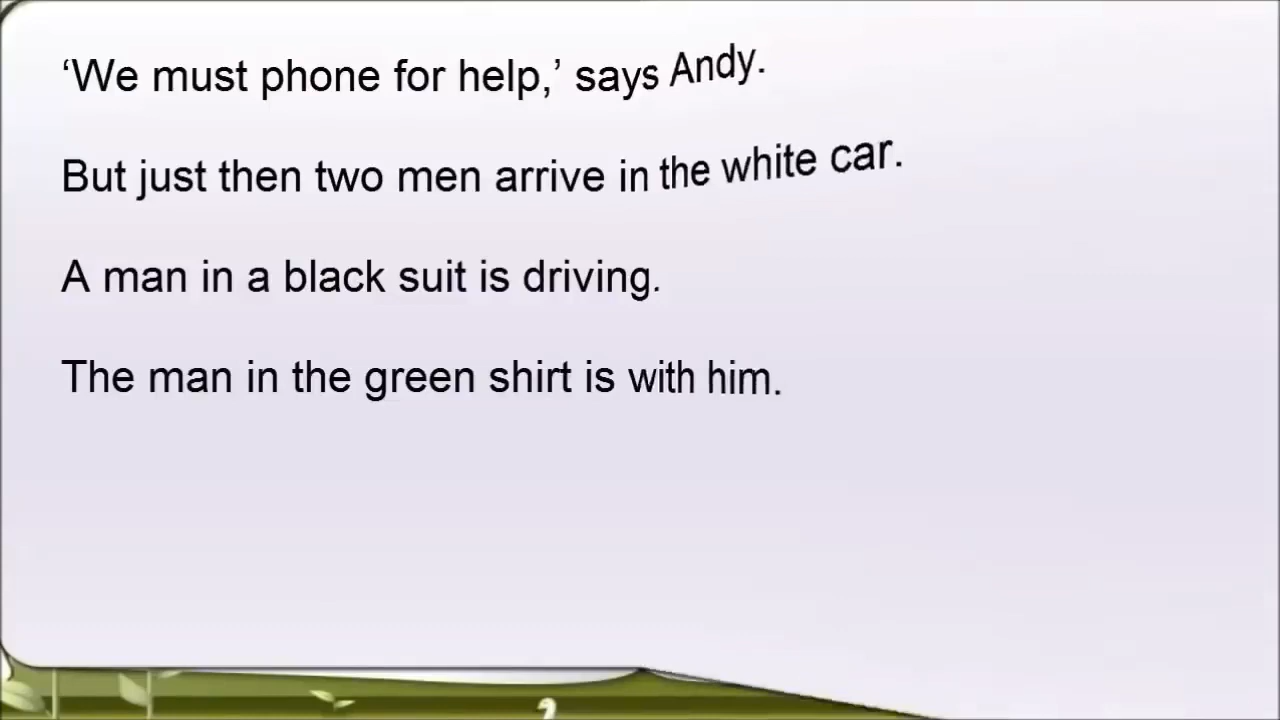 ‘We must phone for help,’ says Andy.
But just then two men arrive in the white car.
A man in a black suit is driving.
The man in the green shirt is with him.